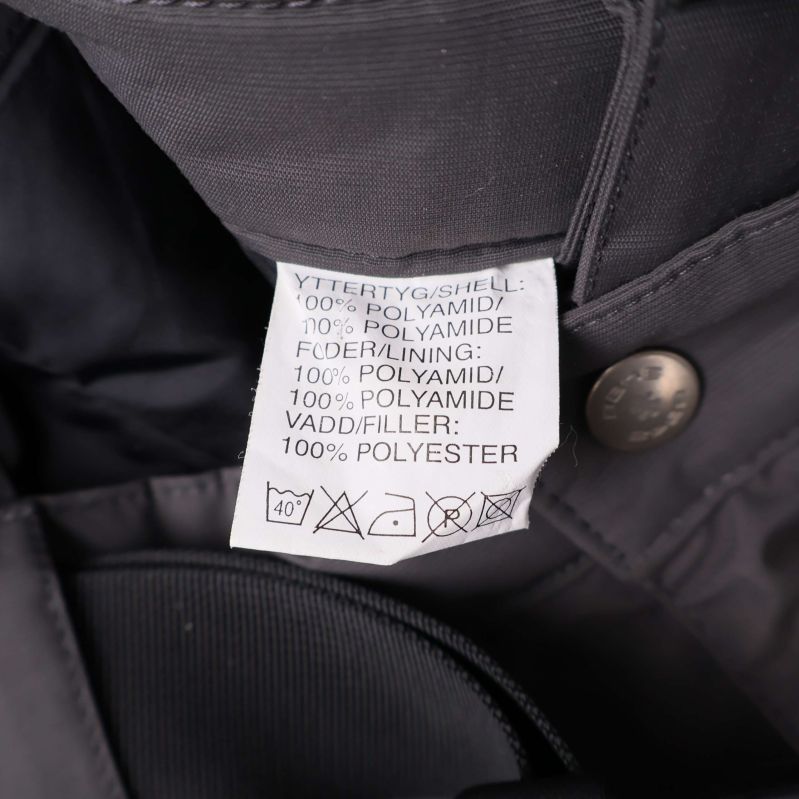 YTTERTYG/SHELL:
100% POLYAMID/
100% POLYAMIDE
FODER/LINING:
100% POLYAMID/
100% POLYAMIDE
VADD/FILLER:
100% POLYESTER
40° P